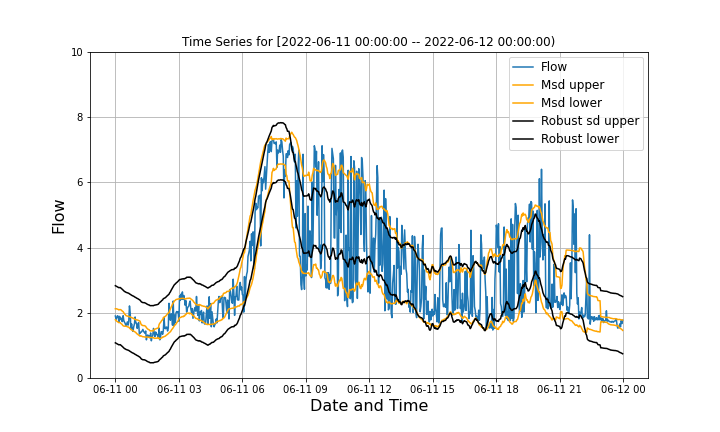 Time Series for [2022-06-11 00:00:00 -- 2022-06-12 00:00:00)
Flow
Msd upper
Msd lower
Robust sd upper
Robust lower
10
8
6
4
2
0
Flow
06-11 00 06-11 03 06-11 06 06-11 09 06-11 12 06-11 15 06-11 18 06-11 21 06-12 00
Date and Time